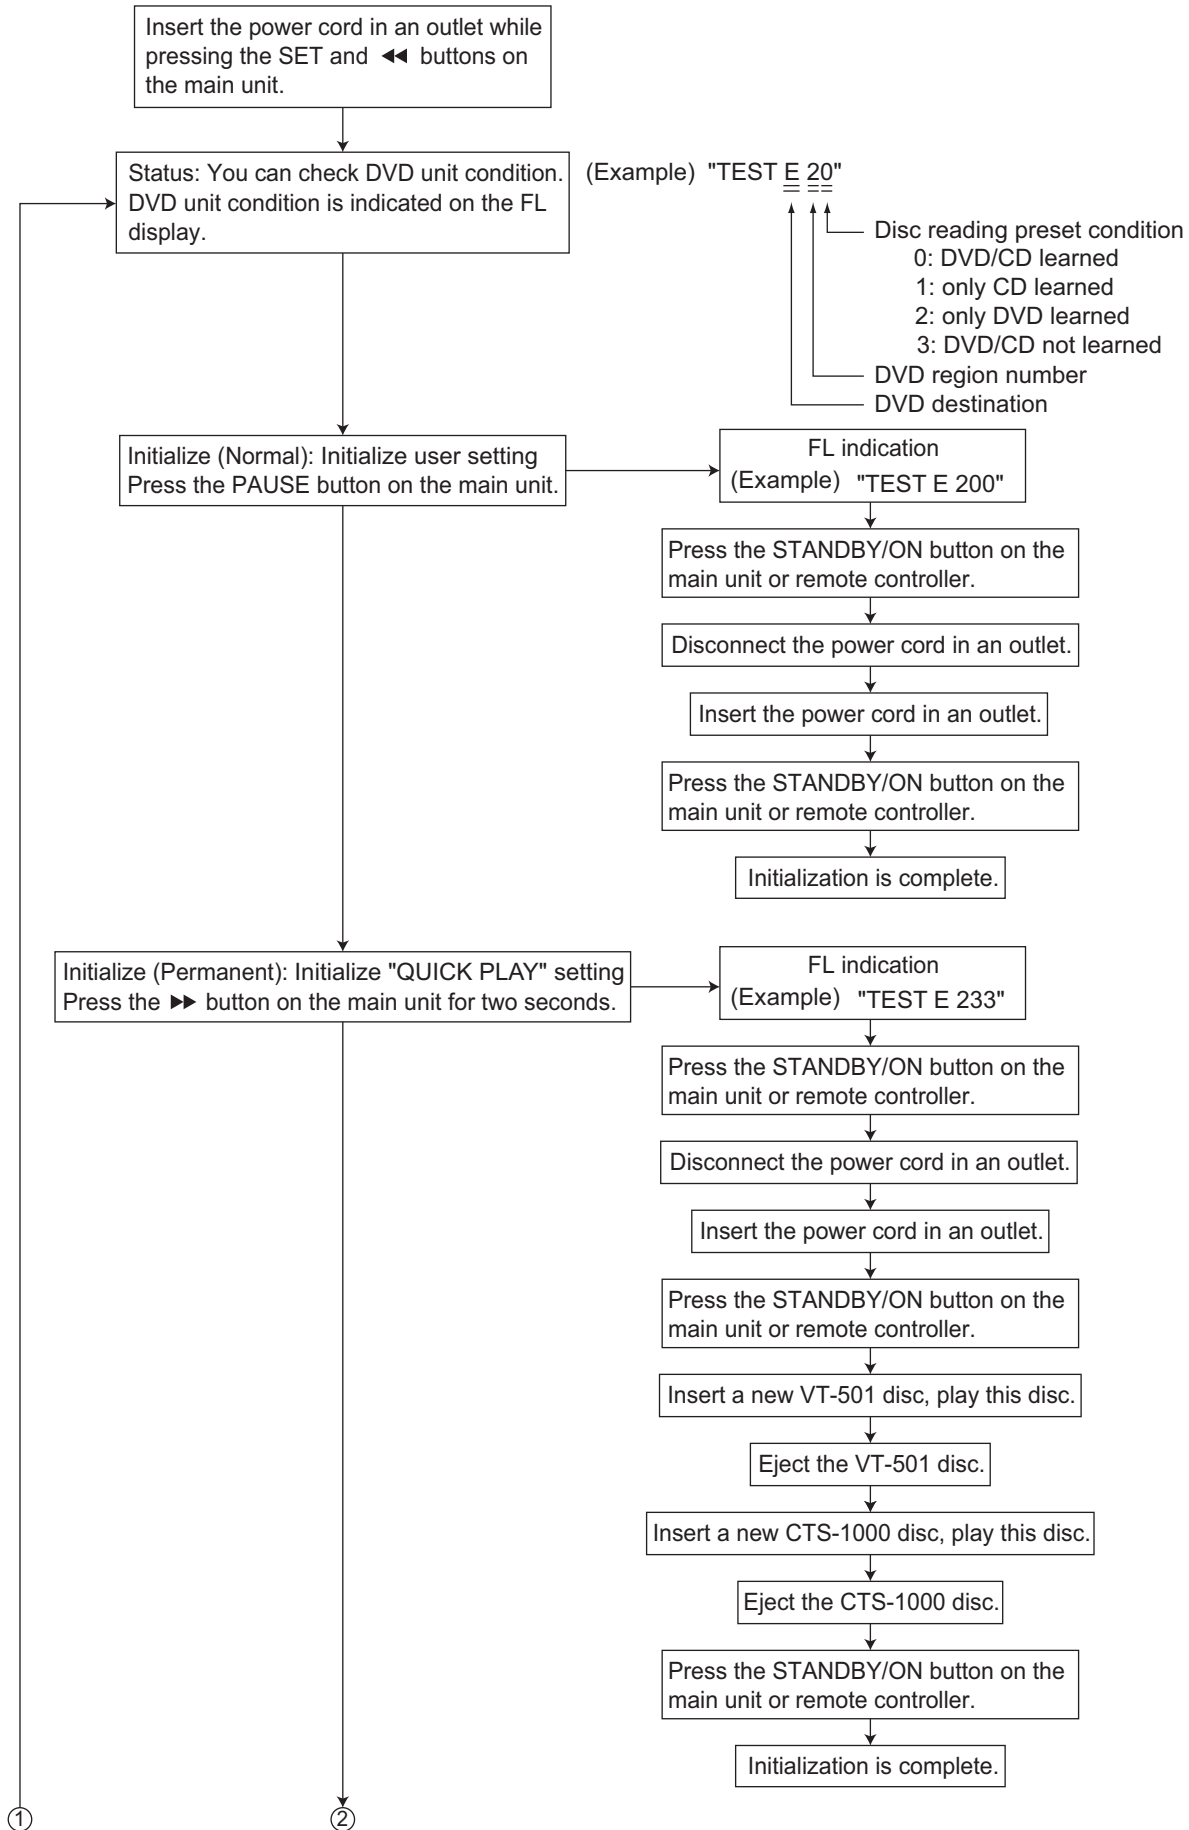 Insert the power cord in an outlet while
pressing the SET and ◀◀ buttons on
the main unit.
Status: You can check DVD unit condition.
DVD unit condition is indicated on the FL
display.
(Example) "TEST E 20"
Disc reading preset condition
0: DVD/CD learned
1: only CD learned
2: only DVD learned
3: DVD/CD not learned
DVD region number
DVD destination
Initialize (Normal): Initialize user setting
Press the PAUSE button on the main unit.
FL indication
(Example) "TEST E 200"
Press the STANDBY/ON button on the
main unit or remote controller.
Disconnect the power cord in an outlet.
Insert the power cord in an outlet.
Press the STANDBY/ON button on the
main unit or remote controller.
Initialization is complete.
Initialize (Permanent): Initialize "QUICK PLAY" setting
Press the ▶▶ button on the main unit for two seconds.
FL indication
(Example) "TEST E 233"
Press the STANDBY/ON button on the
main unit or remote controller.
Disconnect the power cord in an outlet.
Insert the power cord in an outlet.
Press the STANDBY/ON button on the
main unit or remote controller.
Insert a new VT-501 disc, play this disc.
Eject the VT-501 disc.
Insert a new CTS-1000 disc, play this disc.
Eject the CTS-1000 disc.
Press the STANDBY/ON button on the
main unit or remote controller.
Initialization is complete.
① ②